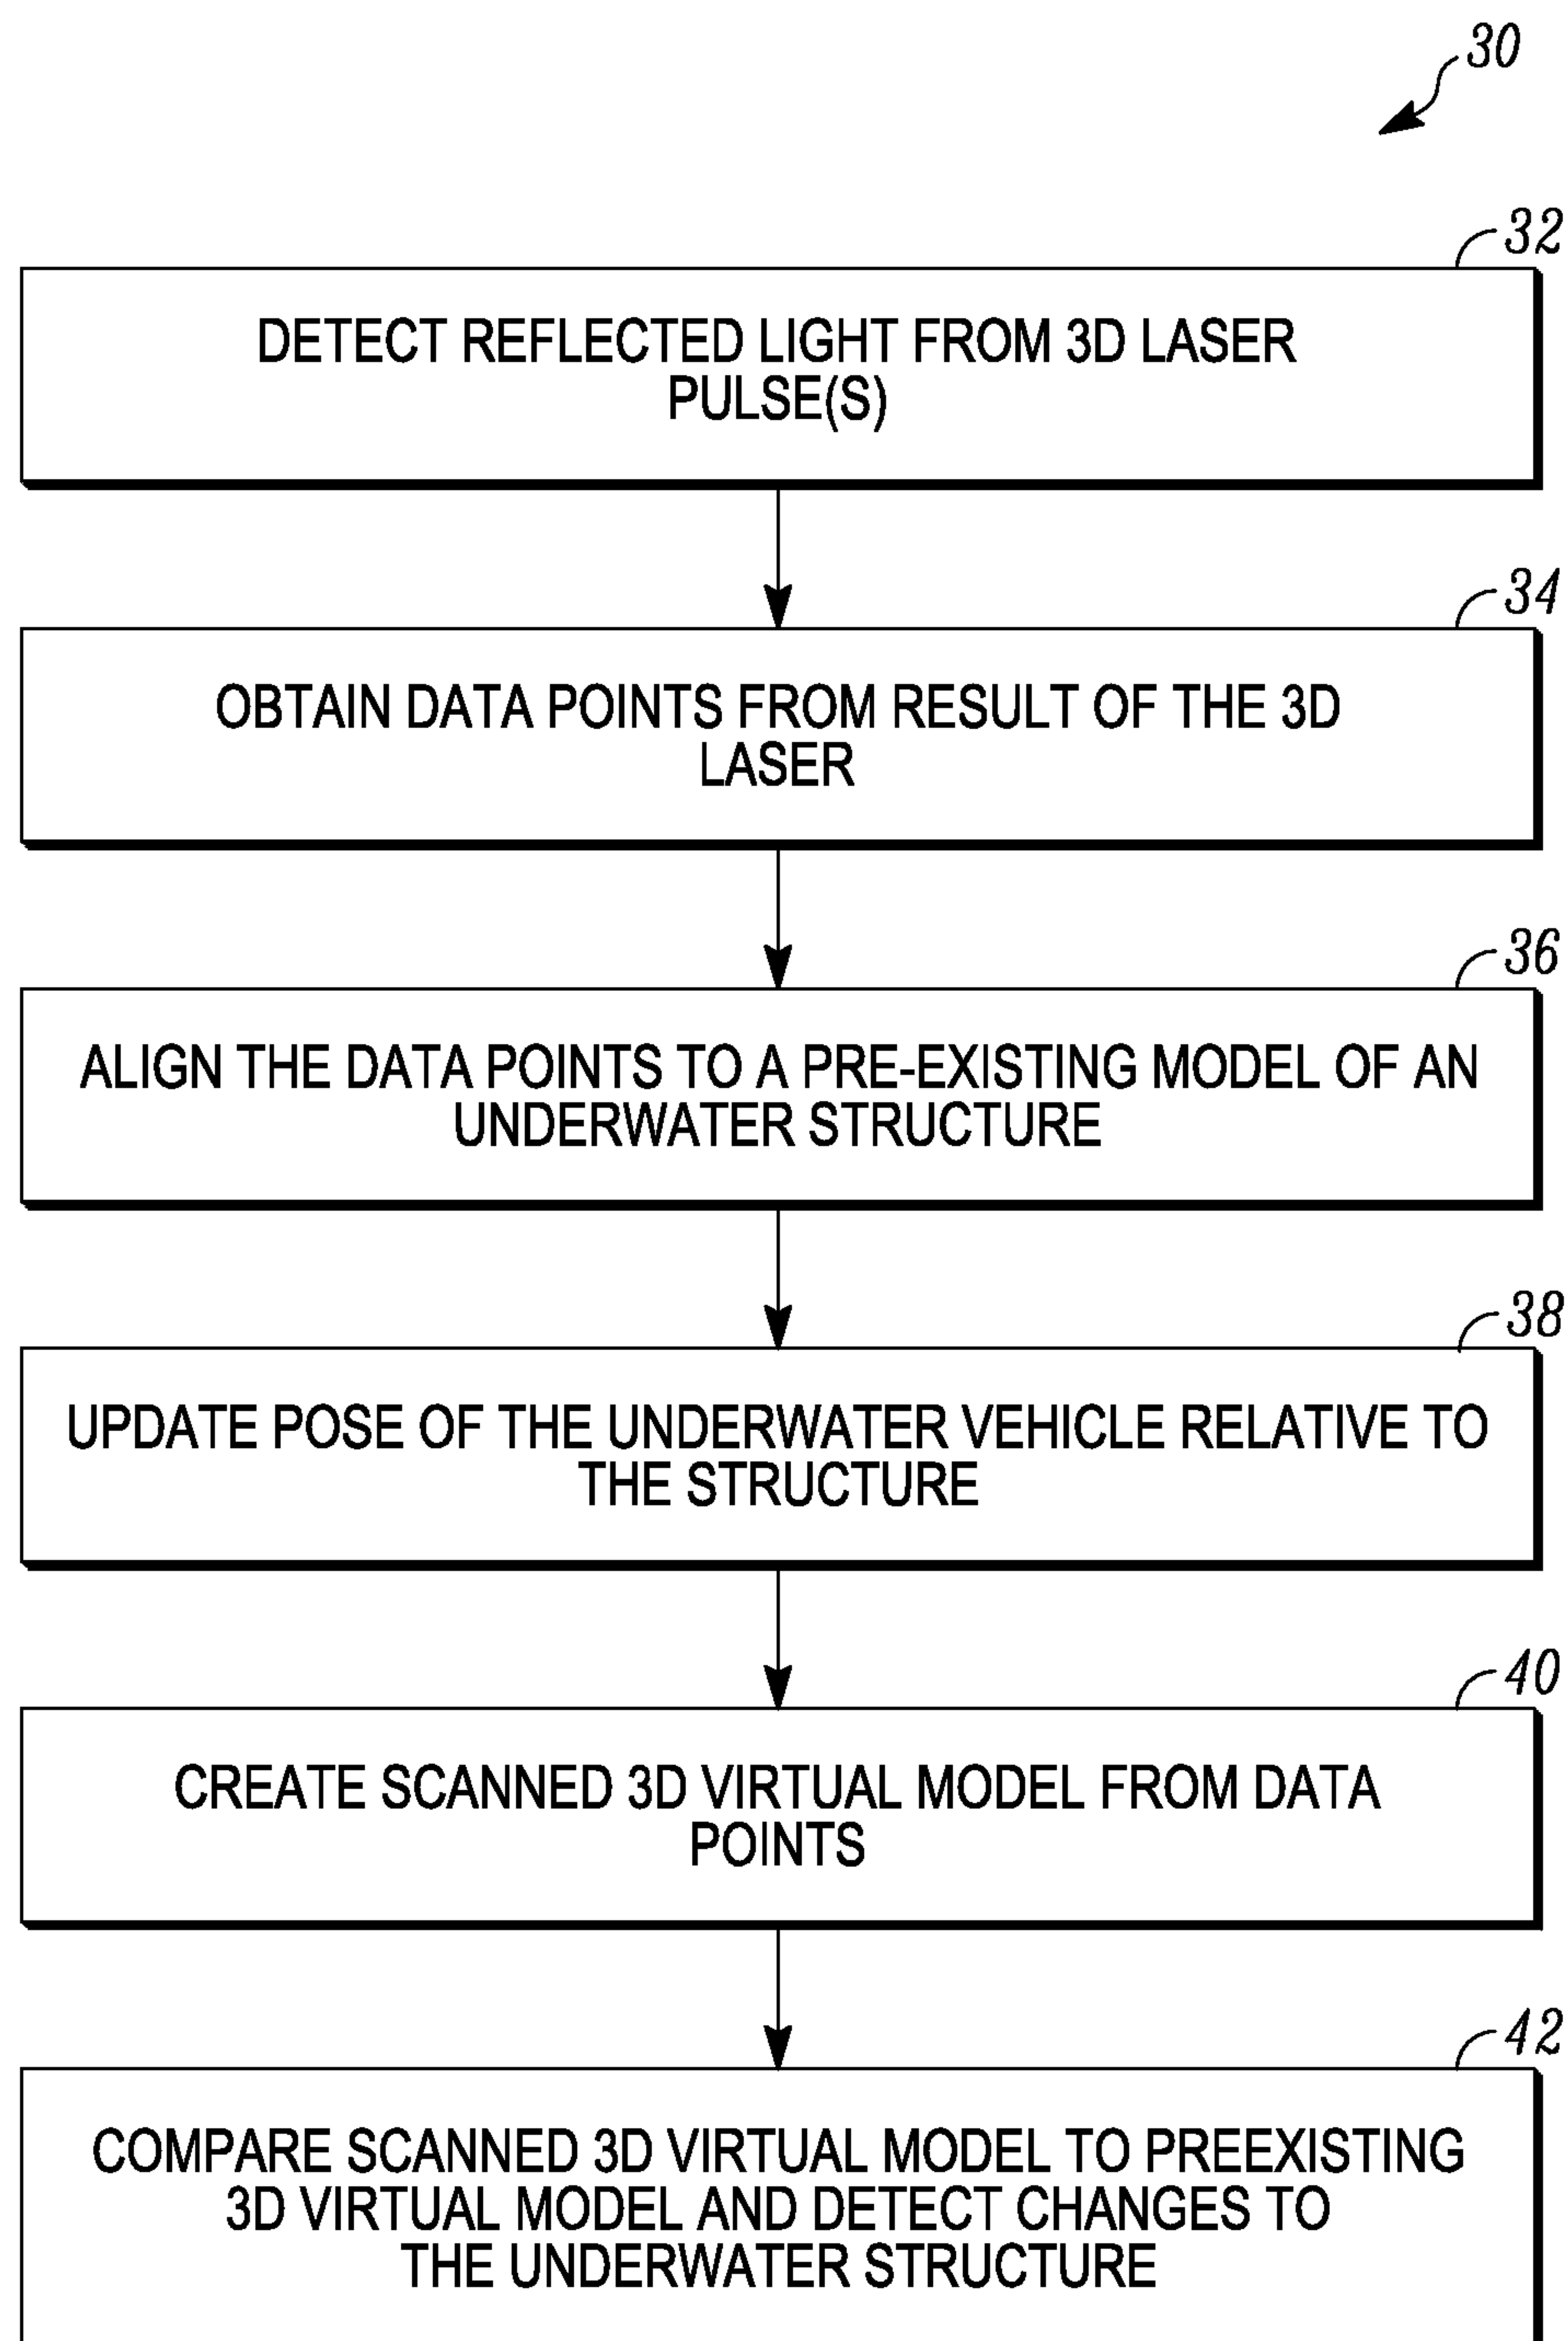 30
32
DETECT REFLECTED LIGHT FROM 3D LASER
PULSE(S)
34
OBTAIN DATA POINTS FROM RESULT OF THE 3D
LASER
36
ALIGN THE DATA POINTS TO A PRE-EXISTING MODEL OF AN
UNDERWATER STRUCTURE
38
UPDATE POSE OF THE UNDERWATER VEHICLE RELATIVE TO
THE STRUCTURE
40
CREATE SCANNED 3D VIRTUAL MODEL FROM DATA
POINTS
42
COMPARE SCANNED 3D VIRTUAL MODEL TO PREEXISTING
3D VIRTUAL MODEL AND DETECT CHANGES TO
THE UNDERWATER STRUCTURE